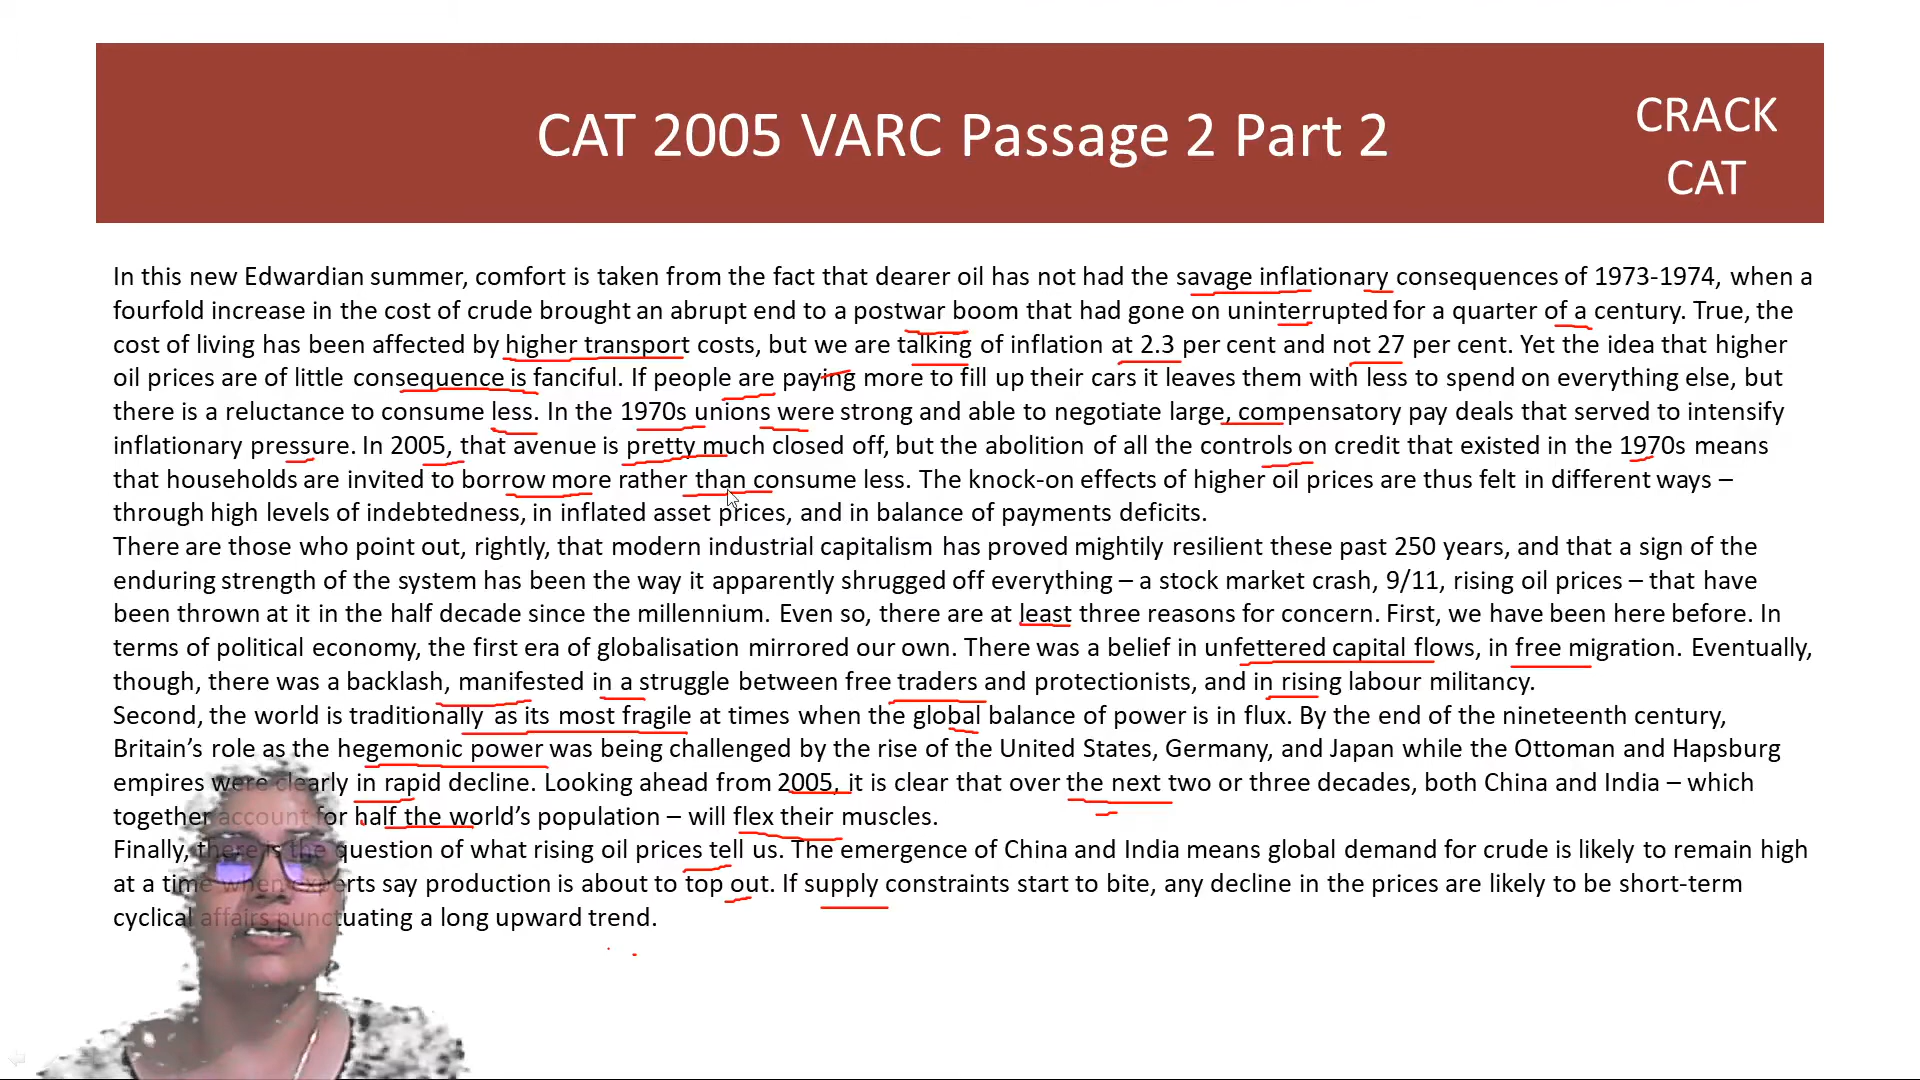 CAT 2005 VARC Passage 2 Part 2
CRACK
CAT
In this new Edwardian summer, comfort is taken from the fact that dearer oil has not had the savage inflationary consequences of 1973-1974, when a
fourfold increase in the cost of crude brought an abrupt end to a postwar boom that had gone on uninterrupted for a quarter of a century. True, the
cost of living has been affected by higher transport costs, but we are talking of inflation at 2.3 per cent and not 27 per cent. Yet the idea that higher
oil prices are of little consequence is fanciful. If people are paying more to fill up their cars it leaves them with less to spend on everything else, but
there is a reluctance to consume less. In the 1970s unions were strong and able to negotiate large, compensatory pay deals that served to intensify
inflationary pressure. In 2005, that avenue is pretty much closed off, but the abolition of all the controls on credit that existed in the 1970s means
that households are invited to borrow more rather than consume less. The knock-on effects of higher oil prices are thus felt in different ways –
through high levels of indebtedness, in inflated asset prices, and in balance of payments deficits.
There are those who point out, rightly, that modern industrial capitalism has proved mightily resilient these past 250 years, and that a sign of the
enduring strength of the system has been the way it apparently shrugged off everything – a stock market crash, 9/11, rising oil prices – that have
been thrown at it in the half decade since the millennium. Even so, there are at least three reasons for concern. First, we have been here before. In
terms of political economy, the first era of globalisation mirrored our own. There was a belief in unfettered capital flows, in free migration. Eventually,
though, there was a backlash, manifested in a struggle between free traders and protectionists, and in rising labour militancy.
Second, the world is traditionally as its most fragile at times when the global balance of power is in flux. By the end of the nineteenth century,
Britain’s role as the hegemonic power was being challenged by the rise of the United States, Germany, and Japan while the Ottoman and Hapsburg
empires were clearly in rapid decline. Looking ahead from 2005, it is clear that over the next two or three decades, both China and India – which
together account for half the world’s population – will flex their muscles.
Finally, there is the question of what rising oil prices tell us. The emergence of China and India means global demand for crude is likely to remain high
at a time when experts say production is about to top out. If supply constraints start to bite, any decline in the prices are likely to be short-term
cyclical affairs punctuating a long upward trend.